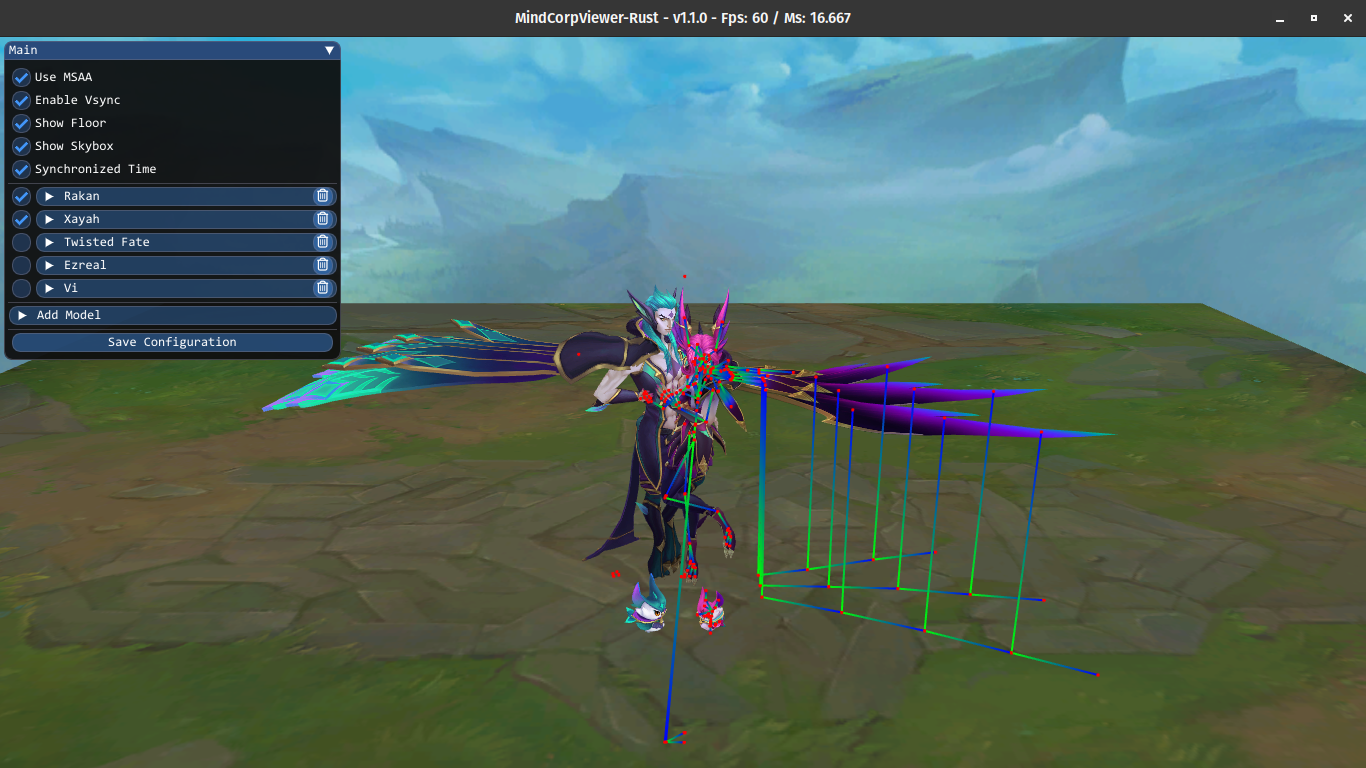 MindCorpViewer-Rust - v1.1.0 - Fps: 60 / Ms: 16.667
Main
Use MSAA
Enable Vsync
Show Floor
Show Skybox
Synchronized Time
Rakan
Xayah
Twisted Fate
Ezreal
Vi
Add Model
Save Configuration